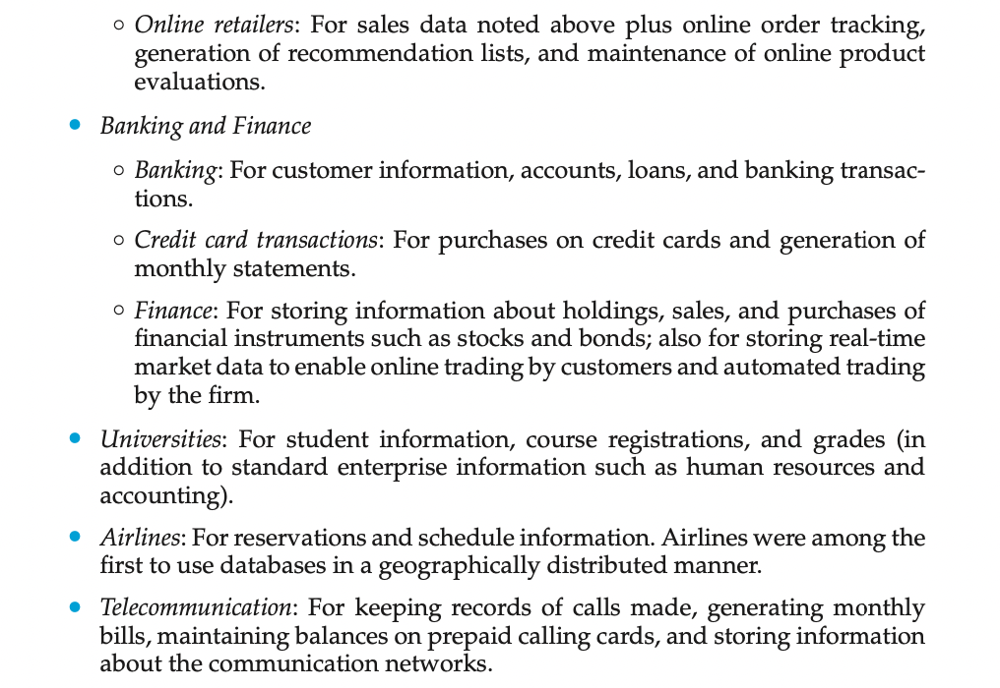 ◦ Online retailers: For sales data noted above plus online order tracking,
generation of recommendation lists, and maintenance of online product
evaluations.
• Banking and Finance
◦ Banking: For customer information, accounts, loans, and banking transac-
tions.
◦ Credit card transactions: For purchases on credit cards and generation of
monthly statements.
◦ Finance: For storing information about holdings, sales, and purchases of
financial instruments such as stocks and bonds; also for storing real-time
market data to enable online trading by customers and automated trading
by the firm.
• Universities: For student information, course registrations, and grades (in
addition to standard enterprise information such as human resources and
accounting).
• Airlines: For reservations and schedule information. Airlines were among the
first to use databases in a geographically distributed manner.
• Telecommunication: For keeping records of calls made, generating monthly
bills, maintaining balances on prepaid calling cards, and storing information
about the communication networks.